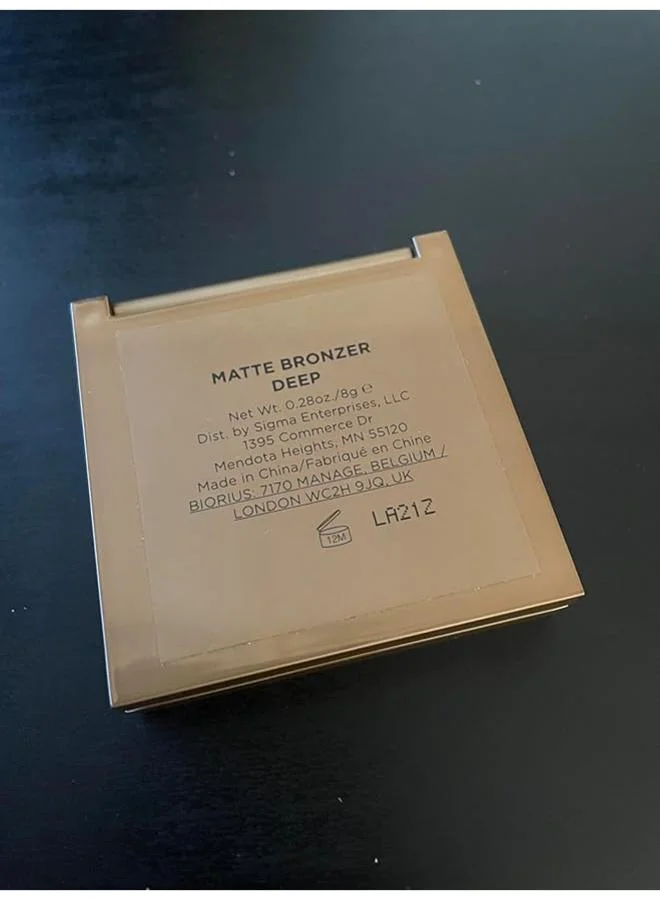 MATTE BRONZER
DEEP
Net Wt. 0.28oz./8g ℮
Dist. by Sigma Enterprises, LLC
1395 Commerce Dr
Mendota Heights, MN 55120
Made in China/Fabriqué en Chine
BIORIUS: 7170 MANAGE, BELGIUM /
LONDON WC2H 9JQ, UK
12M LA21Z